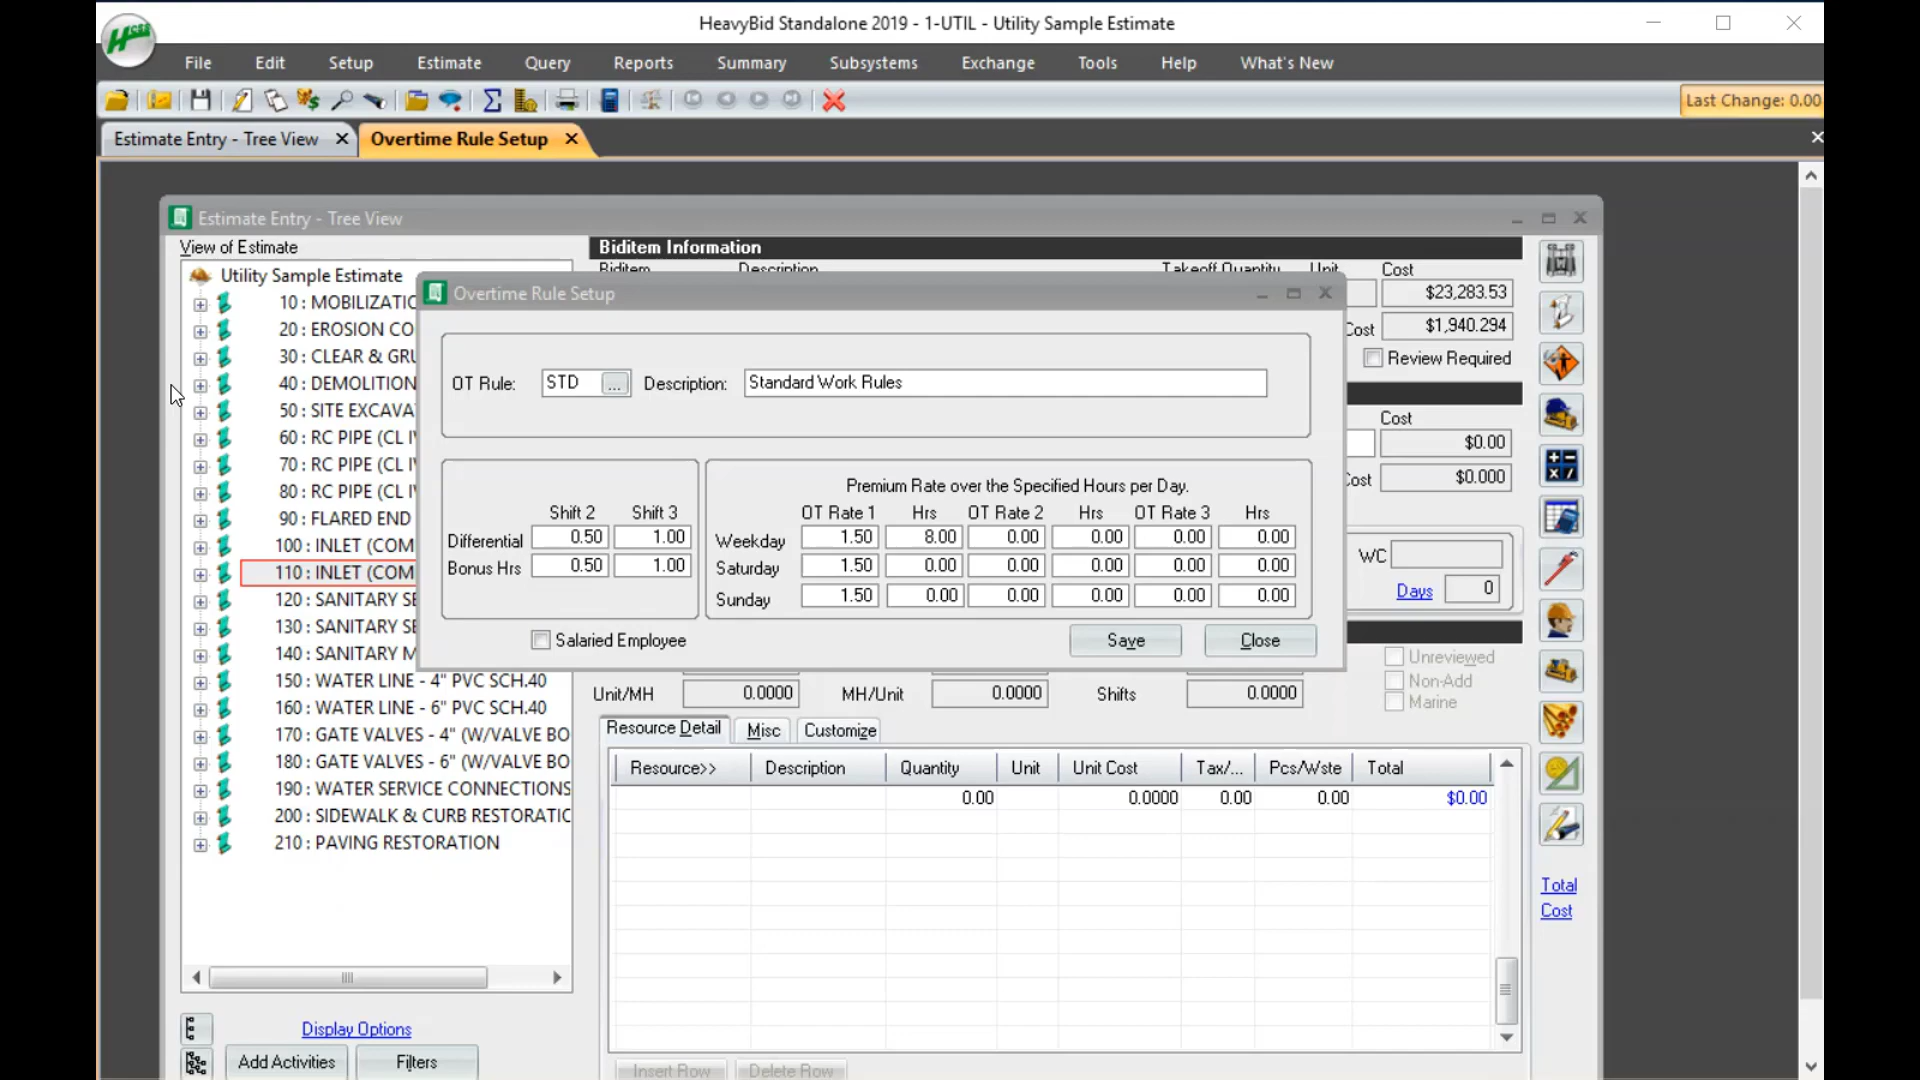 HeavyBid Standalone 2019 - 1-UTIL - Utility Sample Estimate
HCSS
File Edit Setup Estimate Query Reports Summary Subsystems Exchange Tools Help What's New
Last Change: 0.00
Estimate Entry - Tree View Overtime Rule Setup
Estimate Entry - Tree View
View of Estimate
Biditem Information
Biditem Description Takeoff Quantity Unit Cost
Utility Sample Estimate
10 : MOBILIZATIO
20 : EROSION CO
30 : CLEAR & GRU
40 : DEMOLITION
50 : SITE EXCAVA
60 : RC PIPE (CL I
70 : RC PIPE (CL I
80 : RC PIPE (CL I
90 : FLARED END
100 : INLET (COM
110 : INLET (COM
120 : SANITARY SE
130 : SANITARY SE
140 : SANITARY M
150 : WATER LINE - 4" PVC SCH.40
160 : WATER LINE - 6" PVC SCH.40
170 : GATE VALVES - 4" (W/VALVE BO
180 : GATE VALVES - 6" (W/VALVE BO
190 : WATER SERVICE CONNECTIONS
200 : SIDEWALK & CURB RESTORATIO
210 : PAVING RESTORATION
Display Options
Add Activities Filters
Overtime Rule Setup
OT Rule: STD ... Description: Standard Work Rules
Shift 2 Shift 3
Differential 0.50 1.00
Bonus Hrs 0.50 1.00
Premium Rate over the Specified Hours per Day.
OT Rate 1 Hrs OT Rate 2 Hrs OT Rate 3 Hrs
Weekday 1.50 8.00 0.00 0.00 0.00 0.00
Saturday 1.50 0.00 0.00 0.00 0.00 0.00
Sunday 1.50 0.00 0.00 0.00 0.00 0.00
Salaried Employee
Save Close
$23,283.53
Cost $1,940.294
Review Required
Cost
$0.00
Cost $0.000
WC
Days 0
Unreviewed
Non-Add
Marine
Unit/MH 0.0000 MH/Unit 0.0000 Shifts 0.0000
Resource Detail Misc Customize
Resource>> Description Quantity Unit Unit Cost Tax/... Pcs/Wste Total
0.00 0.0000 0.00 0.00 $0.00
Insert Row Delete Row
Total
Cost